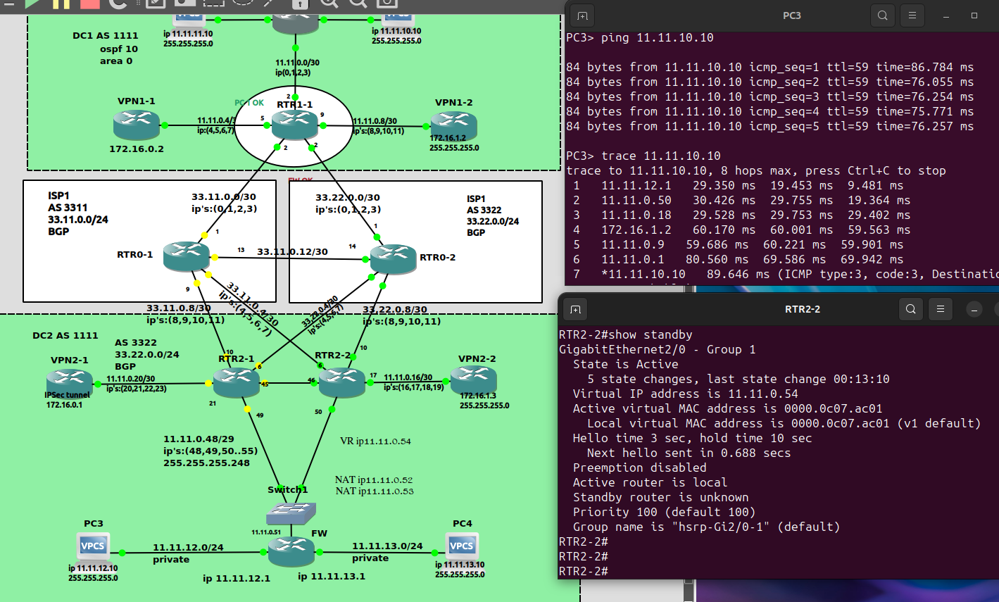 DC1 AS 1111
ospf 10
area 0
ip 11.11.11.10
255.255.255.0
ip 11.11.10.10
255.255.255.0
11.11.0.0/30
ip(0,1,2,3)
2
VPN1-1
172.16.0.2
11.11.0.4/3
ip:(4,5,6,7)
PC 1 OK
RTR1-1
5
9
2
2
11.11.0.8/30
ip's:(8,9,10,11)
VPN1-2
172.16.1.2
255.255.255.0
FW OK
ISP1
AS 3311
33.11.0.0/24
BGP
33.11.0.0/30
ip's:(0,1,2,3)
33.22.0.0/30
ip's:(0,1,2,3)
ISP1
AS 3322
33.22.0.0/24
BGP
1
1
RTR0-1
13
33.11.0.12/30
14
RTR0-2
9
33.11.0.8/30
ip's:(8,9,10,11)
33.11.0.4/30
ip's:(4,5,6,7)
33.22.0.4/30
ip's:(4,5,6,7)
33.22.0.8/30
ip's:(8,9,10,11)
DC2 AS 1111
AS 3322
33.22.0.0/24
BGP
VPN2-1
IPSec tunnel
172.16.0.1
11.11.0.20/30
ip's:(20,21,22,23)
10
RTR2-1
6
45
21
49
RTR2-2
6
10
46
17
50
11.11.0.16/30
ip's:(16,17,18,19)
VPN2-2
172.16.1.3
255.255.255.0
11.11.0.48/29
ip's:(48,49,50..55)
255.255.255.248
VR ip11.11.0.54
NAT ip11.11.0.52
NAT ip11.11.0.53
Switch1
11.11.0.51
FW
PC3
VPCS
ip 11.11.12.10
255.255.255.0
11.11.12.0/24
private
ip 11.11.12.1
11.11.13.0/24
private
ip 11.11.13.1
PC4
VPCS
ip 11.11.13.10
255.255.255.0
PC3
PC3> ping 11.11.10.10
84 bytes from 11.11.10.10 icmp_seq=1 ttl=59 time=86.784 ms
84 bytes from 11.11.10.10 icmp_seq=2 ttl=59 time=76.055 ms
84 bytes from 11.11.10.10 icmp_seq=3 ttl=59 time=76.254 ms
84 bytes from 11.11.10.10 icmp_seq=4 ttl=59 time=75.771 ms
84 bytes from 11.11.10.10 icmp_seq=5 ttl=59 time=76.257 ms
PC3> trace 11.11.10.10
trace to 11.11.10.10, 8 hops max, press Ctrl+C to stop
1 11.11.12.1 29.350 ms 19.453 ms 9.481 ms
2 11.11.0.50 30.426 ms 29.755 ms 19.364 ms
3 11.11.0.18 29.528 ms 29.753 ms 29.402 ms
4 172.16.1.2 60.170 ms 60.001 ms 59.563 ms
5 11.11.0.9 59.686 ms 60.221 ms 59.901 ms
6 11.11.0.1 80.560 ms 69.586 ms 69.942 ms
7 *11.11.10.10 89.646 ms (ICMP type:3, code:3, Destinatio
RTR2-2
RTR2-2#show standby
GigabitEthernet2/0 - Group 1
State is Active
5 state changes, last state change 00:13:10
Virtual IP address is 11.11.0.54
Active virtual MAC address is 0000.0c07.ac01
Local virtual MAC address is 0000.0c07.ac01 (v1 default)
Hello time 3 sec, hold time 10 sec
Next hello sent in 0.688 secs
Preemption disabled
Active router is local
Standby router is unknown
Priority 100 (default 100)
Group name is "hsrp-Gi2/0-1" (default)
RTR2-2#
RTR2-2#
RTR2-2#